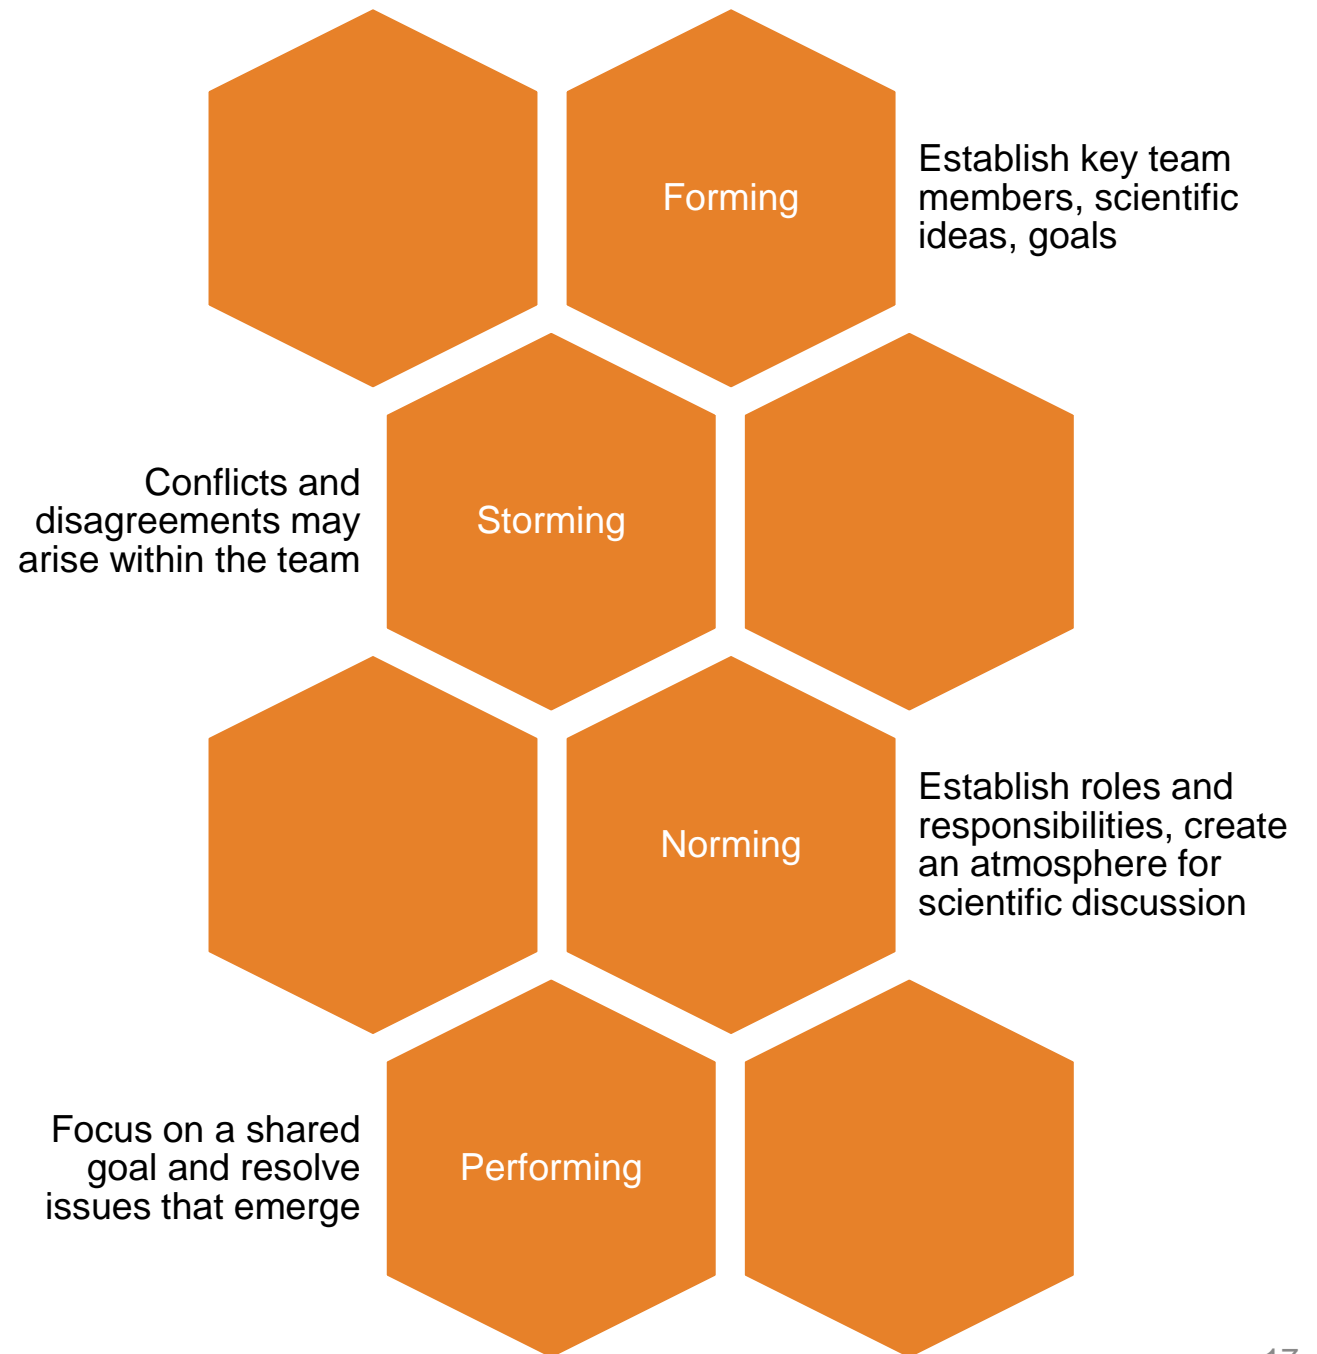 Forming
Establish key team
members, scientific
ideas, goals
Conflicts and
disagreements may
arise within the team
Storming
Norming
Establish roles and
responsibilities, create
an atmosphere for
scientific discussion
Focus on a shared
goal and resolve
issues that emerge
Performing